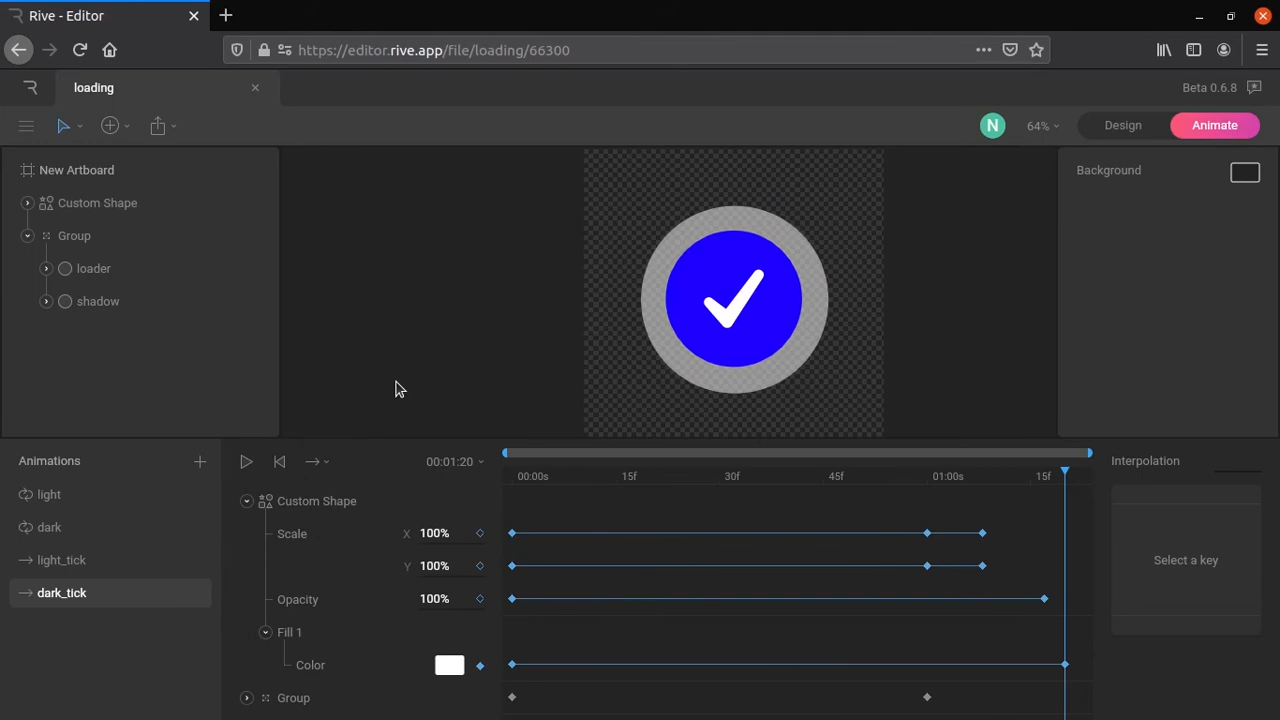 Rive - Editor
https://editor.rive.app/file/loading/66300
loading
Beta 0.6.8
N
64%
Design
Animate
New Artboard
Custom Shape
Group
loader
shadow
Background
Animations
light
dark
light_tick
dark_tick
00:01:20
00:00s 15f 30f 45f 01:00s 15f
Custom Shape
Scale X 100%
Y 100%
Opacity 100%
Fill 1
Color
Group
Interpolation
Select a key